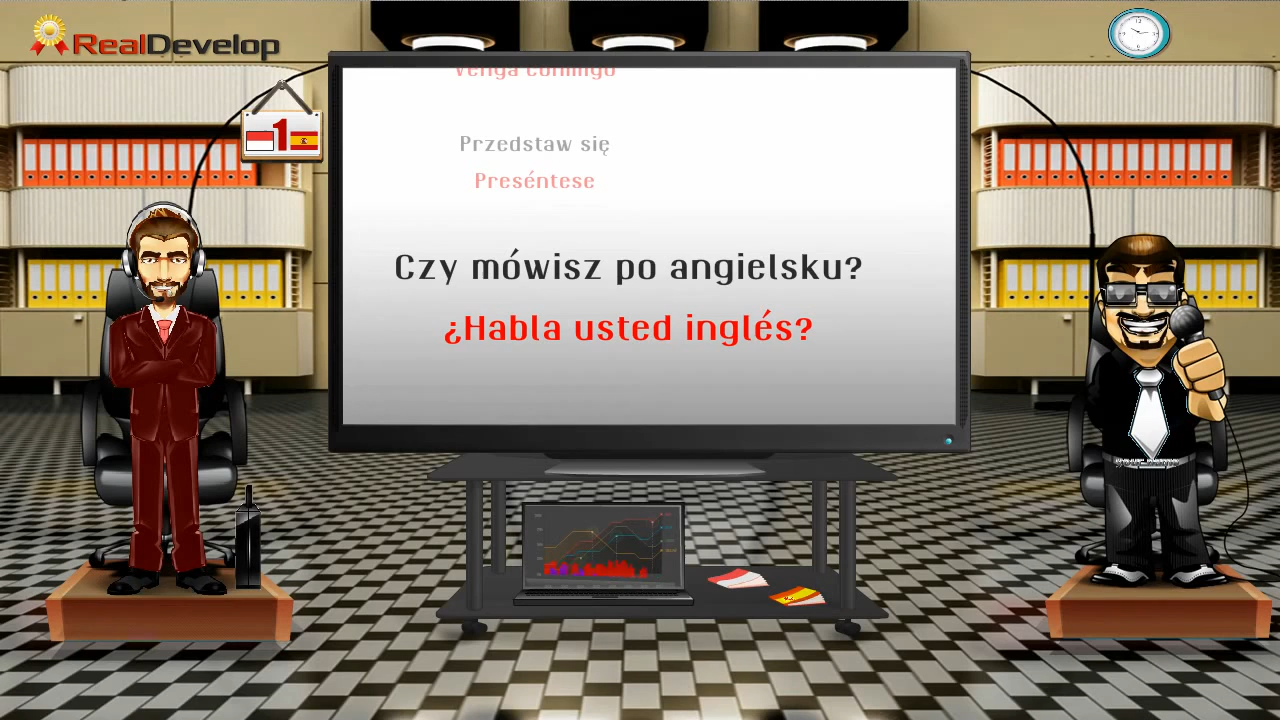 RealDevelop
Venga conmigo
1
Przedstaw się
Preséntese
Czy mówisz po angielsku?
¿Habla usted inglés?